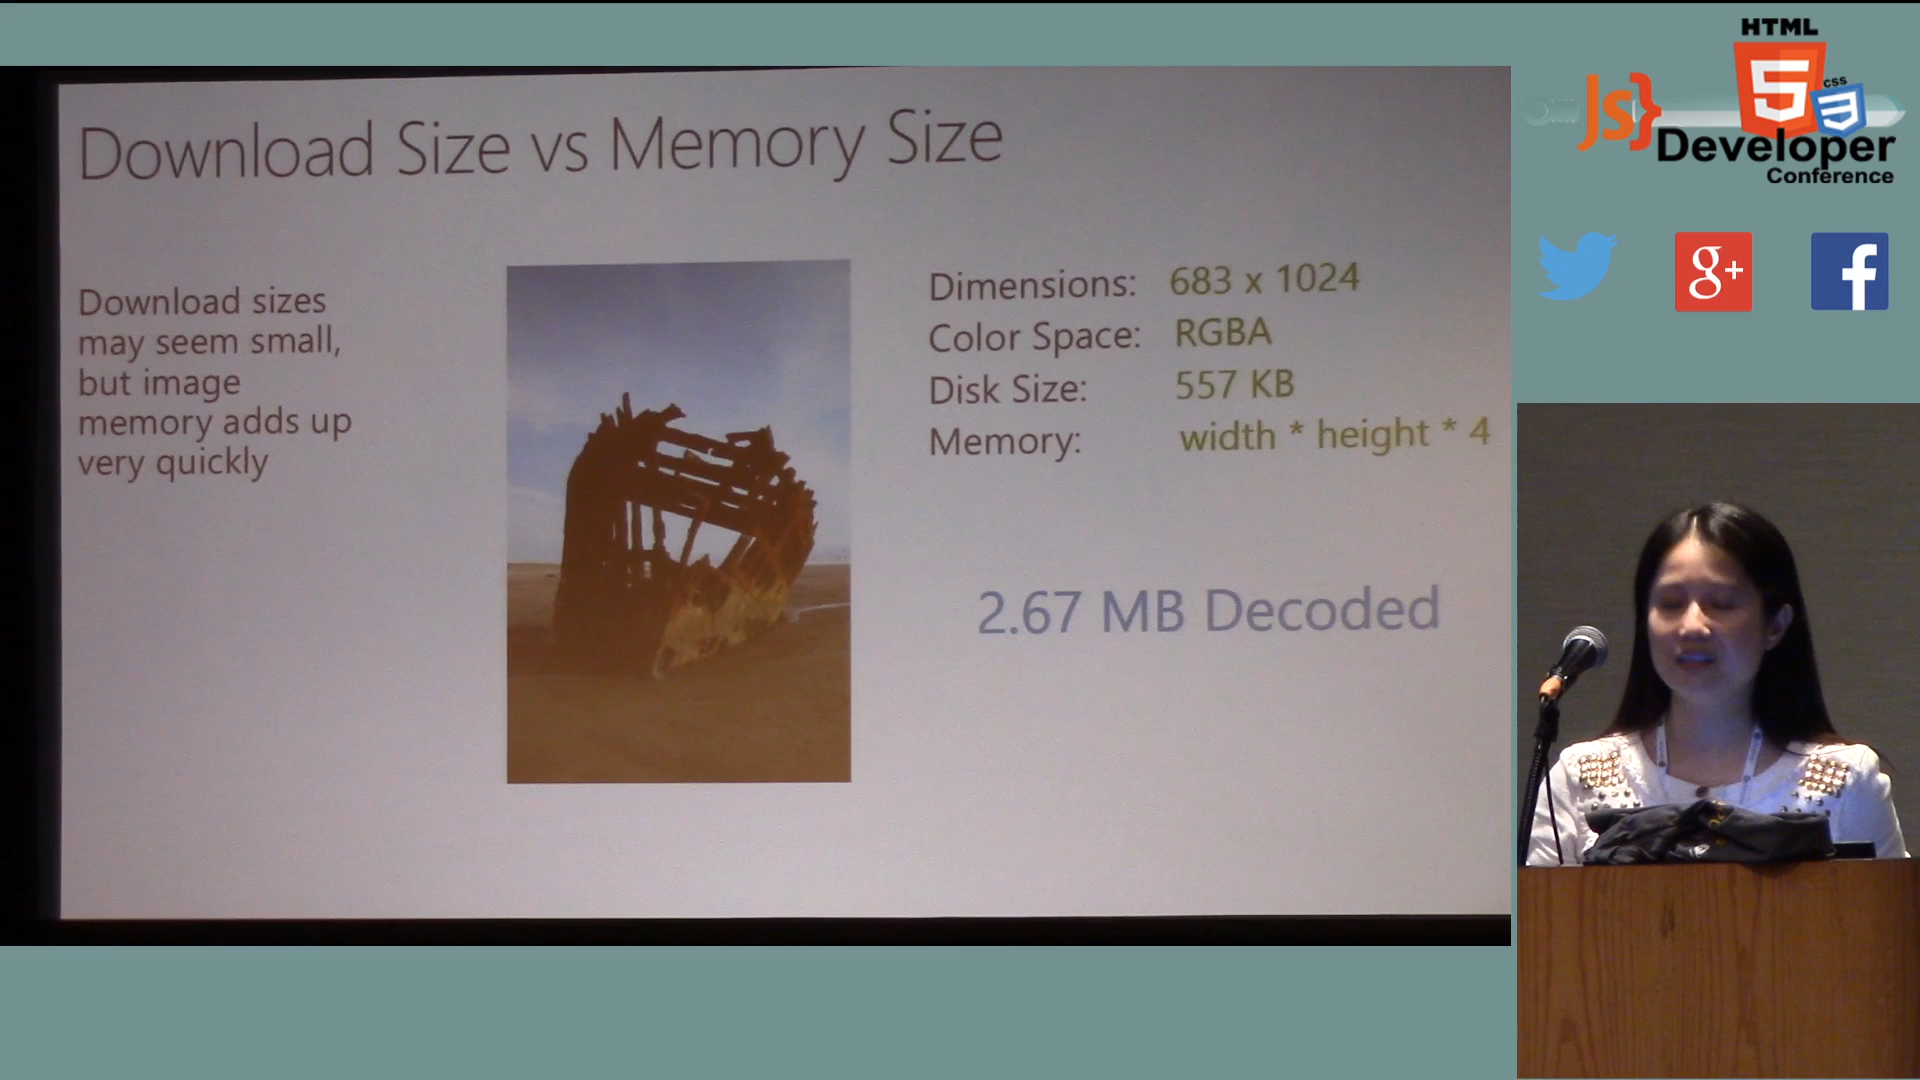 Download Size vs Memory Size
Download sizes
may seem small,
but image
memory adds up
very quickly
Dimensions: 683 x 1024
Color Space: RGBA
Disk Size: 557 KB
Memory: width * height * 4
2.67 MB Decoded
HTML
5
CSS
3
Js}
Developer
Conference
g+
f